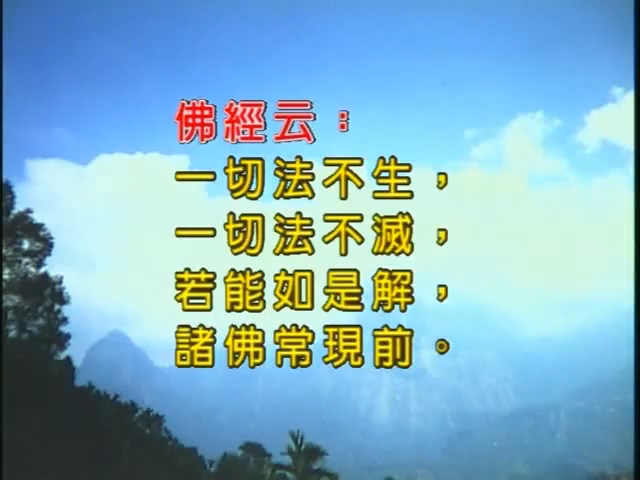 佛經云：
一切法不生，
一切法不滅，
若能如是解，
諸佛常現前。